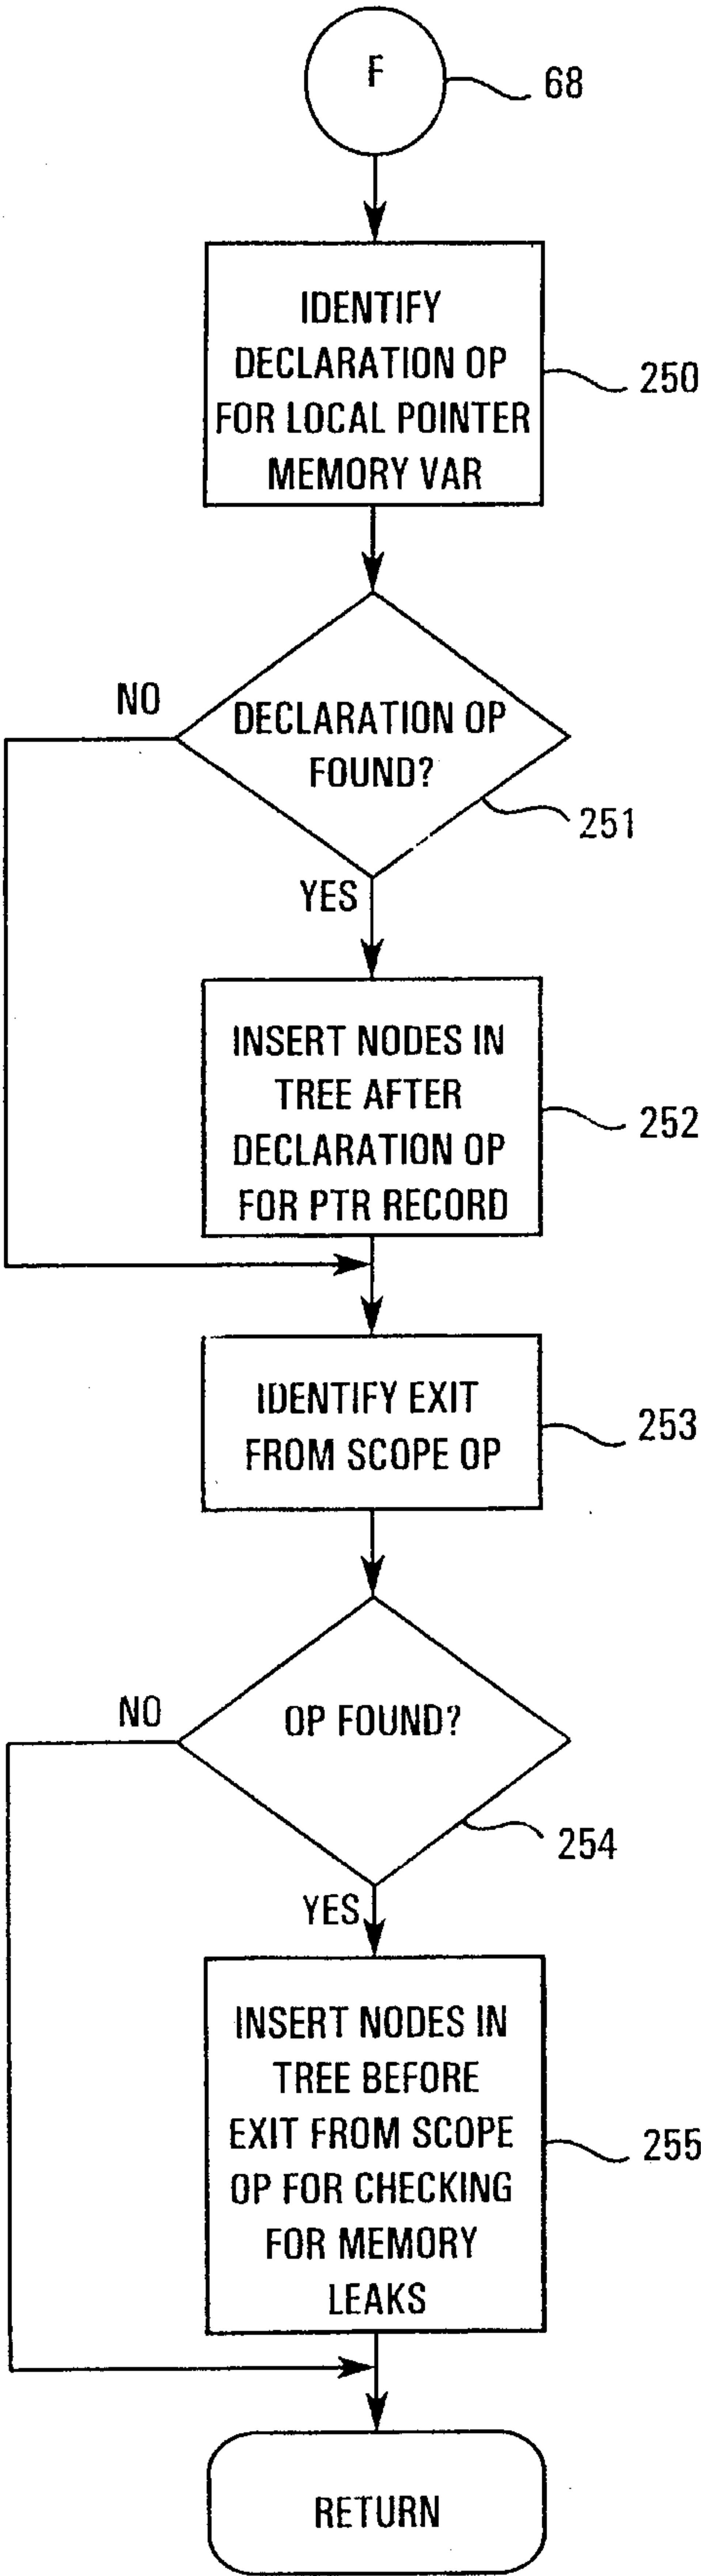 F
68
IDENTIFY
DECLARATION OP
FOR LOCAL POINTER
MEMORY VAR
250
NO
DECLARATION OP
FOUND?
251
YES
INSERT NODES IN
TREE AFTER
DECLARATION OP
FOR PTR RECORD
252
IDENTIFY EXIT
FROM SCOPE OP
253
NO
OP FOUND?
254
YES
INSERT NODES IN
TREE BEFORE
EXIT FROM SCOPE
OP FOR CHECKING
FOR MEMORY
LEAKS
255
RETURN